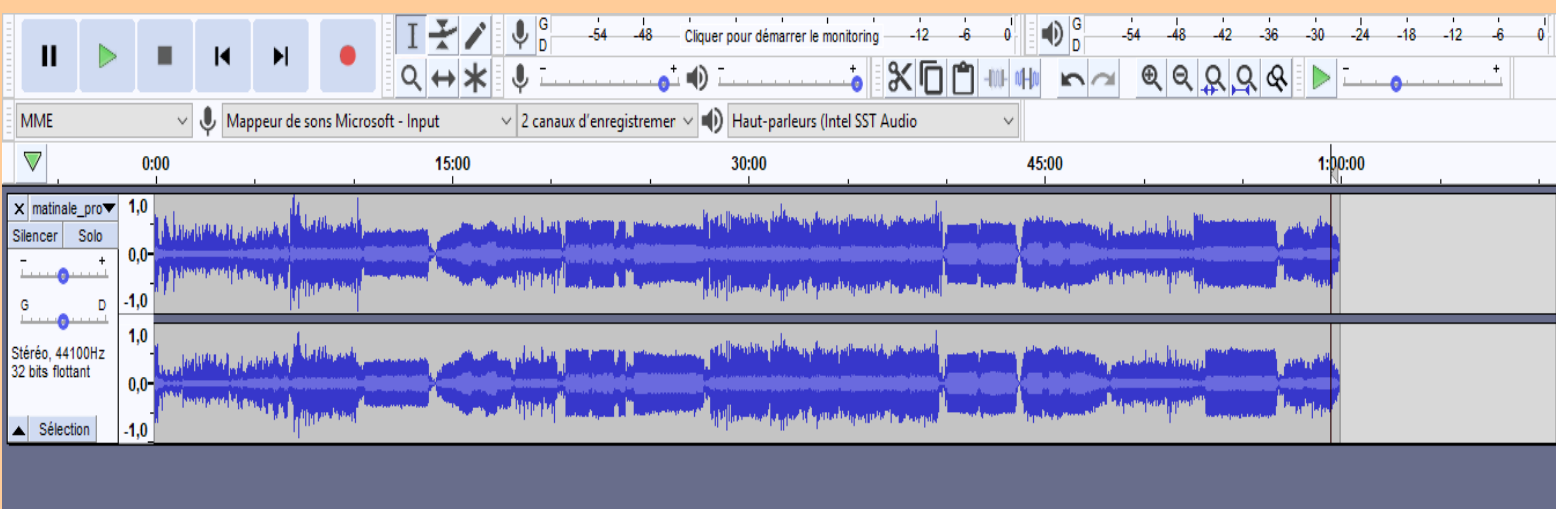 G
D
-54 -48 Cliquer pour démarrer le monitoring -12 -6 0
G
D
-54 -48 -42 -36 -30 -24 -18 -12 -6 0
- +
- +
- +
MME Mappeur de sons Microsoft - Input 2 canaux d'enregistremer Haut-parleurs (Intel SST Audio
0:00 15:00 30:00 45:00 1:00:00
X matinale_pro
Silencer Solo
- +
G D
Stéréo, 44100Hz
32 bits flottant
Sélection
1,0
0,0
-1,0
1,0
0,0
-1,0